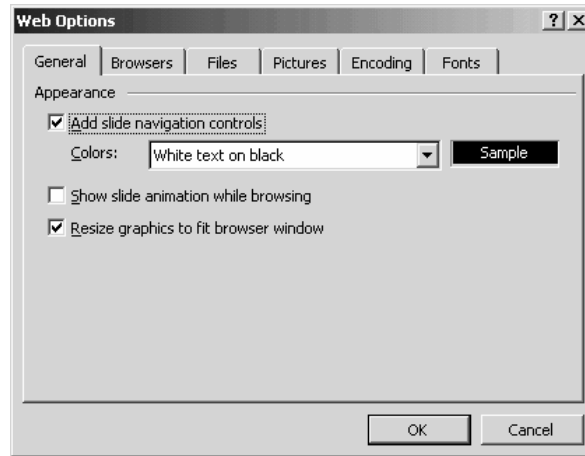 Web Options
General Browsers Files Pictures Encoding Fonts
Appearance
Add slide navigation controls
Colors: White text on black Sample
Show slide animation while browsing
Resize graphics to fit browser window
OK Cancel